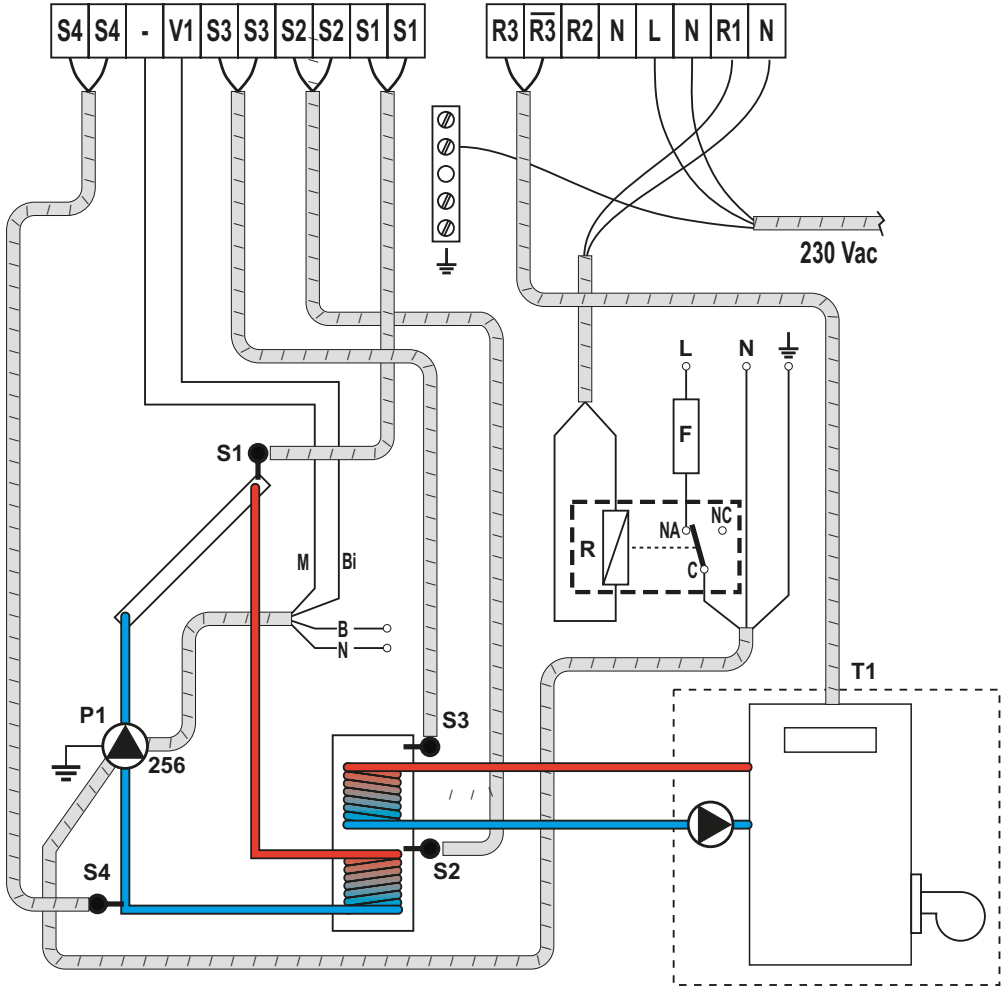 S4 S4 - V1 S3 S3 S2 S2 S1 S1
R3 R̅3̅ R2 N L N R1 N
230 Vac
L N
F
S1
NA NC
R
C
M Bi
B
N
T1
P1
S3
256
S2
S4